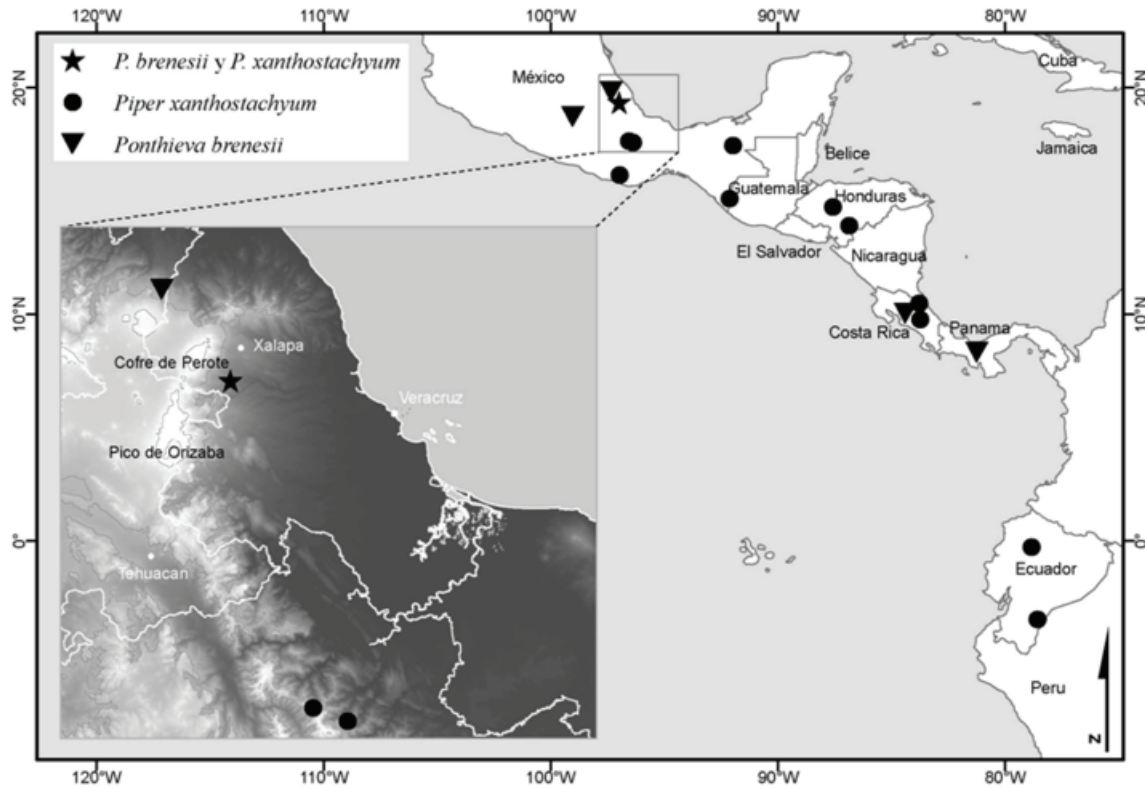 120°W 110°W 100°W 90°W 80°W
P. brenesii y P. xanthostachyum
Piper xanthostachyum
Ponthieva brenesii
20°N
10°N
0°
20°N
10°N
0°
México
Cuba
Jamaica
Belice
Guatemala
Honduras
El Salvador
Nicaragua
Costa Rica
Panama
Ecuador
Peru
Xalapa
Cofre de Perote
Veracruz
Pico de Orizaba
Tehuacan
N
120°W 110°W 100°W 90°W 80°W